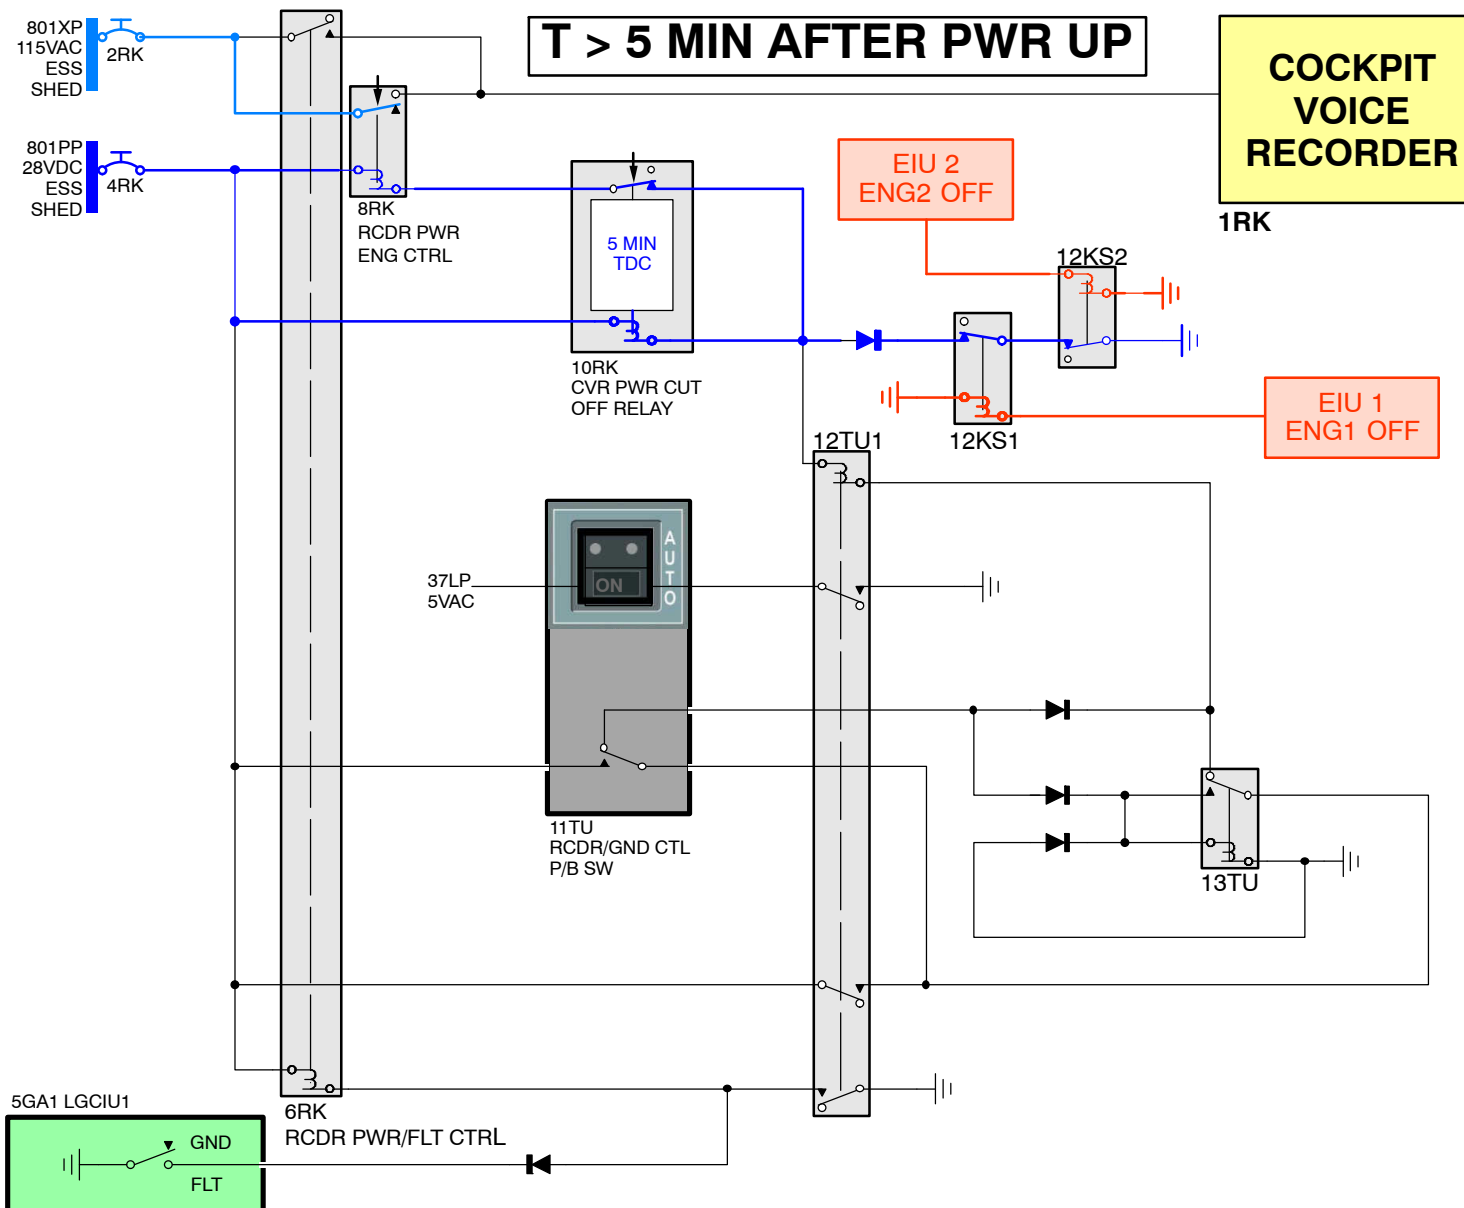 T > 5 MIN AFTER PWR UP
801XP
115VAC
ESS
SHED
2RK
COCKPIT
VOICE
RECORDER
1RK
801PP
28VDC
ESS
SHED
4RK
8RK
RCDR PWR
ENG CTRL
5 MIN
TDC
10RK
CVR PWR CUT
OFF RELAY
EIU 2
ENG2 OFF
12KS2
12KS1
EIU 1
ENG1 OFF
12TU1
37LP
5VAC
ON
AUTO
11TU
RCDR/GND CTL
P/B SW
13TU
6RK
RCDR PWR/FLT CTRL
5GA1 LGCIU1
GND
FLT